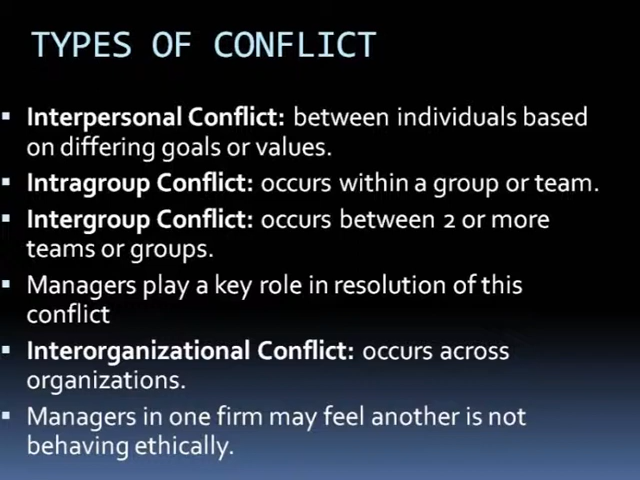 TYPES OF CONFLICT
▪ Interpersonal Conflict: between individuals based
on differing goals or values.
▪ Intragroup Conflict: occurs within a group or team.
▪ Intergroup Conflict: occurs between 2 or more
teams or groups.
▪ Managers play a key role in resolution of this
conflict
▪ Interorganizational Conflict: occurs across
organizations.
▪ Managers in one firm may feel another is not
behaving ethically.